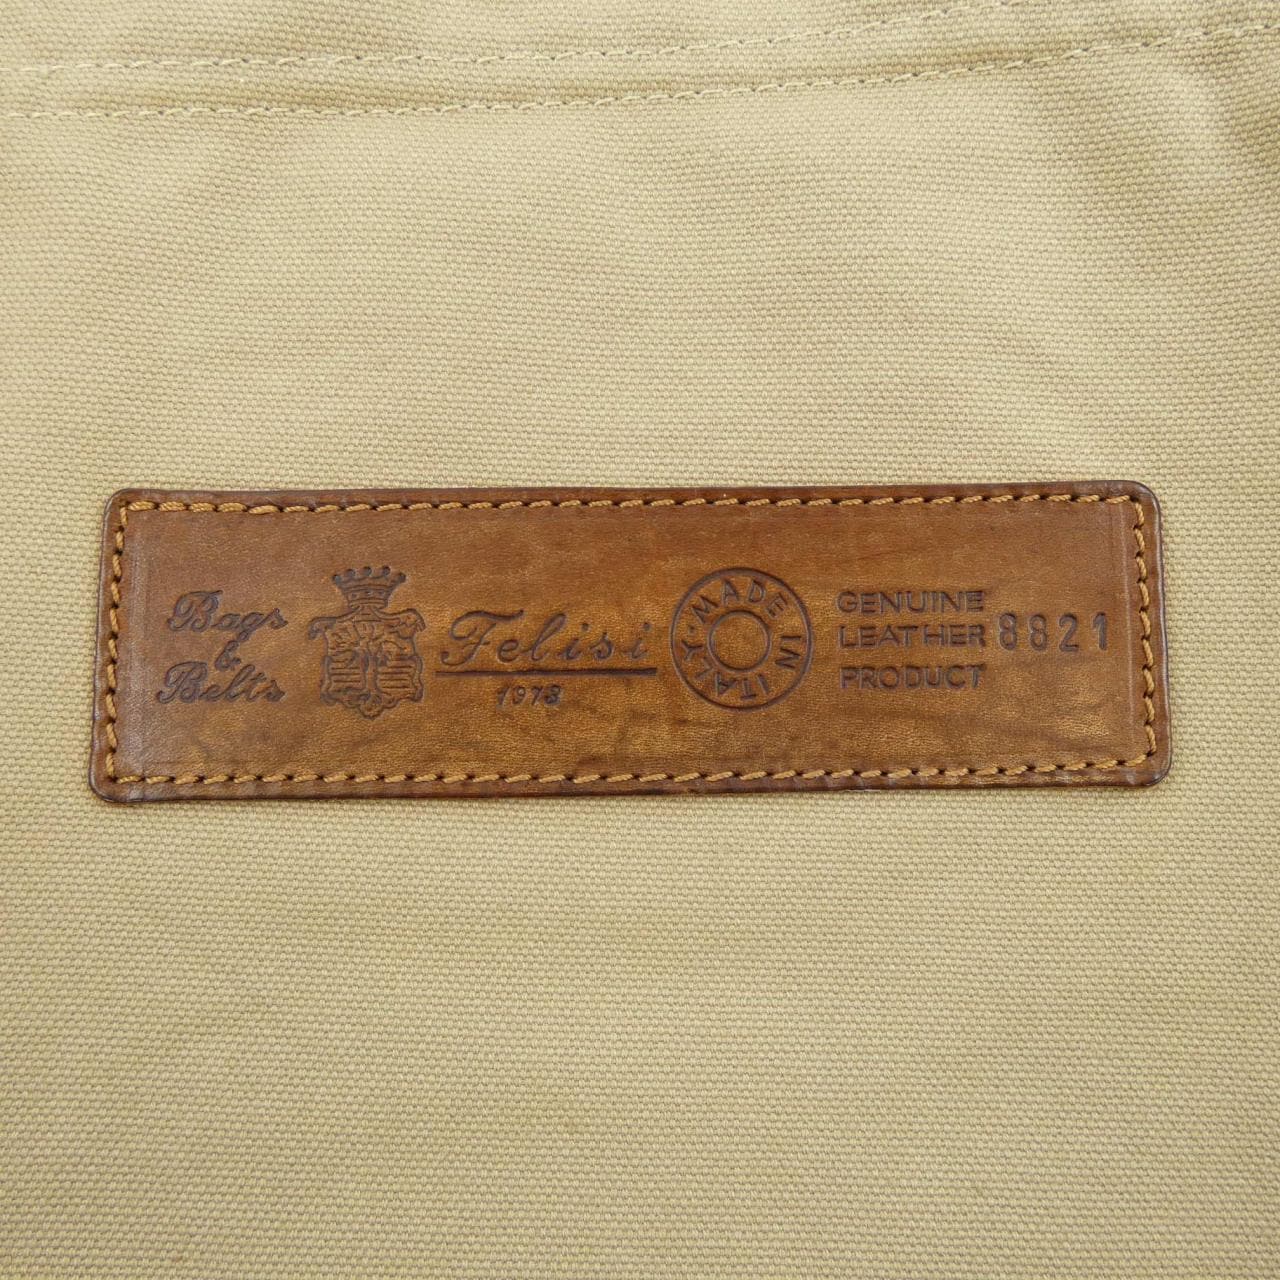 Bags
&
Belts
Felisi
1973
MADE IN ITALY
GENUINE
LEATHER
PRODUCT
8821